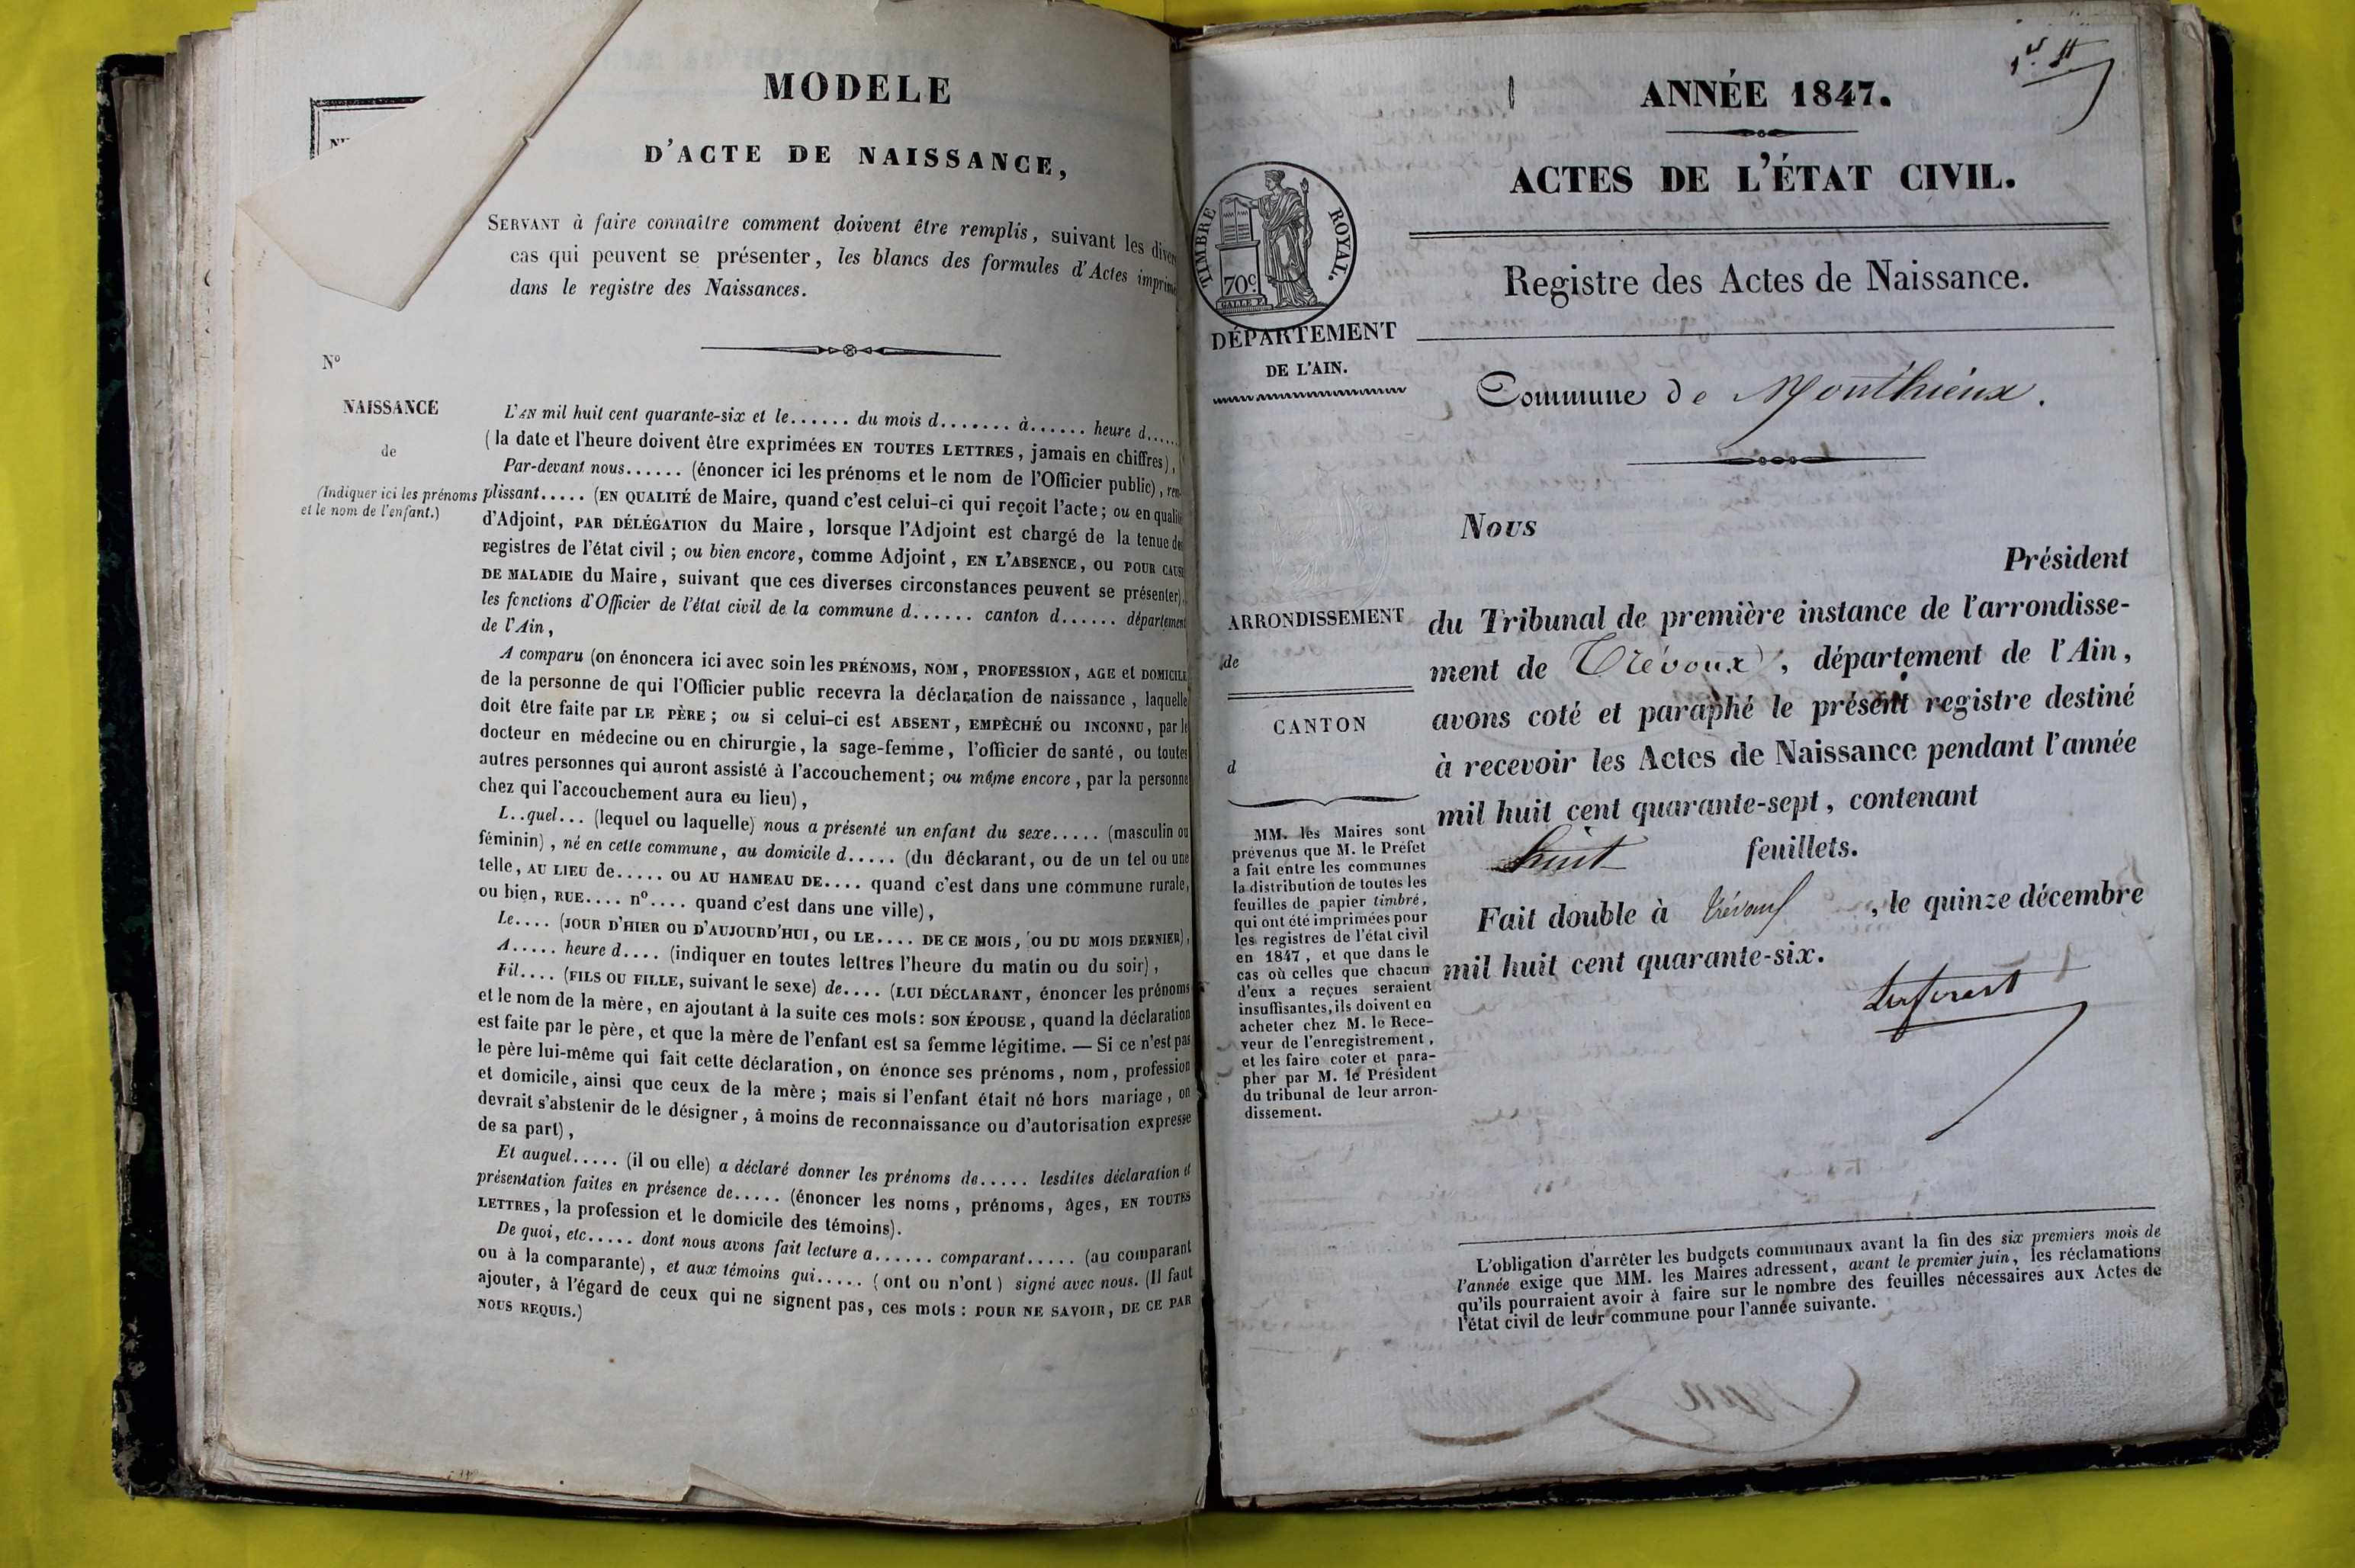 MODELE
D'ACTE DE NAISSANCE,
SERVANT à faire connaître comment doivent être remplis, suivant les diver
cas qui peuvent se présenter, les blancs des formules d'Actes imprimé
dans le registre des Naissances.
N°
NAISSANCE
de
(Indiquer ici les prénoms
et le nom de l'enfant.)
L'AN mil huit cent quarante-six et le...... du mois d....... à...... heure d.....
(la date et l'heure doivent être exprimées EN TOUTES LETTRES, jamais en chiffres),
Par-devant nous...... (énoncer ici les prénoms et le nom de l'Officier public), rem-
plissant..... (EN QUALITÉ de Maire, quand c'est celui-ci qui reçoit l'acte; ou en qualité
d'Adjoint, PAR DÉLÉGATION du Maire, lorsque l'Adjoint est chargé de la tenue des
registres de l'état civil; ou bien encore, comme Adjoint, EN L'ABSENCE, ou POUR CAUSE
DE MALADIE du Maire, suivant que ces diverses circonstances peuvent se présenter),
les fonctions d'Officier de l'état civil de la commune d...... canton d...... département
de l'Ain,
A comparu (on énoncera ici avec soin les PRÉNOMS, NOM, PROFESSION, AGE et DOMICILE
de la personne de qui l'Officier public recevra la déclaration de naissance, laquelle
doit être faite par LE PÈRE; ou si celui-ci est ABSENT, EMPÊCHÉ ou INCONNU, par le
docteur en médecine ou en chirurgie, la sage-femme, l'officier de santé, ou toutes
autres personnes qui auront assisté à l'accouchement; ou même encore, par la personne
chez qui l'accouchement aura eu lieu),
L..quel... (lequel ou laquelle) nous a présenté un enfant du sexe..... (masculin ou
féminin), né en cette commune, au domicile d..... (du déclarant, ou de un tel ou une
telle, AU LIEU de..... ou AU HAMEAU DE.... quand c'est dans une commune rurale,
ou bien, RUE.... n°.... quand c'est dans une ville),
Le.... (JOUR D'HIER OU D'AUJOURD'HUI, OU LE.... DE CE MOIS, OU DU MOIS DERNIER),
A..... heure d.... (indiquer en toutes lettres l'heure du matin ou du soir),
Fil.... (FILS OU FILLE, suivant le sexe) de.... (LUI DÉCLARANT, énoncer les prénoms
et le nom de la mère, en ajoutant à la suite ces mots: SON ÉPOUSE, quand la déclaration
est faite par le père, et que la mère de l'enfant est sa femme légitime. — Si ce n'est pas
le père lui-même qui fait cette déclaration, on énonce ses prénoms, nom, profession
et domicile, ainsi que ceux de la mère; mais si l'enfant était né hors mariage, on
devrait s'abstenir de le désigner, à moins de reconnaissance ou d'autorisation expresse
de sa part),
Et auquel..... (il ou elle) a déclaré donner les prénoms de..... lesdites déclaration et
présentation faites en présence de..... (énoncer les noms, prénoms, âges, EN TOUTES
LETTRES, la profession et le domicile des témoins).
De quoi, etc..... dont nous avons fait lecture a...... comparant..... (au comparant
ou à la comparante), et aux témoins qui..... (ont ou n'ont) signé avec nous. (Il faut
ajouter, à l'égard de ceux qui ne signent pas, ces mots: POUR NE SAVOIR, DE CE PAR
NOUS REQUIS.)
ANNÉE 1847.
ACTES DE L'ÉTAT CIVIL.
TIMBRE ROYAL.
70c
Registre des Actes de Naissance.
DÉPARTEMENT
DE L'AIN.
Commune de Monthieux.
Nous
Président
du Tribunal de première instance de l'arrondisse-
ment de Trévoux, département de l'Ain,
avons coté et paraphé le présent registre destiné
à recevoir les Actes de Naissance pendant l'année
mil huit cent quarante-sept, contenant
huit feuillets.
Fait double à Trévoux, le quinze décembre
mil huit cent quarante-six.
ARRONDISSEMENT
de
CANTON
d
MM. les Maires sont
prévenus que M. le Préfet
a fait entre les communes
la distribution de toutes les
feuilles de papier timbré,
qui ont été imprimées pour
les registres de l'état civil
en 1847, et que dans le
cas où celles que chacun
d'eux a reçues seraient
insuffisantes, ils doivent en
acheter chez M. le Rece-
veur de l'enregistrement,
et les faire coter et para-
pher par M. le Président
du tribunal de leur arron-
dissement.
L'obligation d'arrêter les budgets communaux avant la fin des six premiers mois de
l'année exige que MM. les Maires adressent, avant le premier juin, les réclamations
qu'ils pourraient avoir à faire sur le nombre des feuilles nécessaires aux Actes de
l'état civil de leur commune pour l'année suivante.